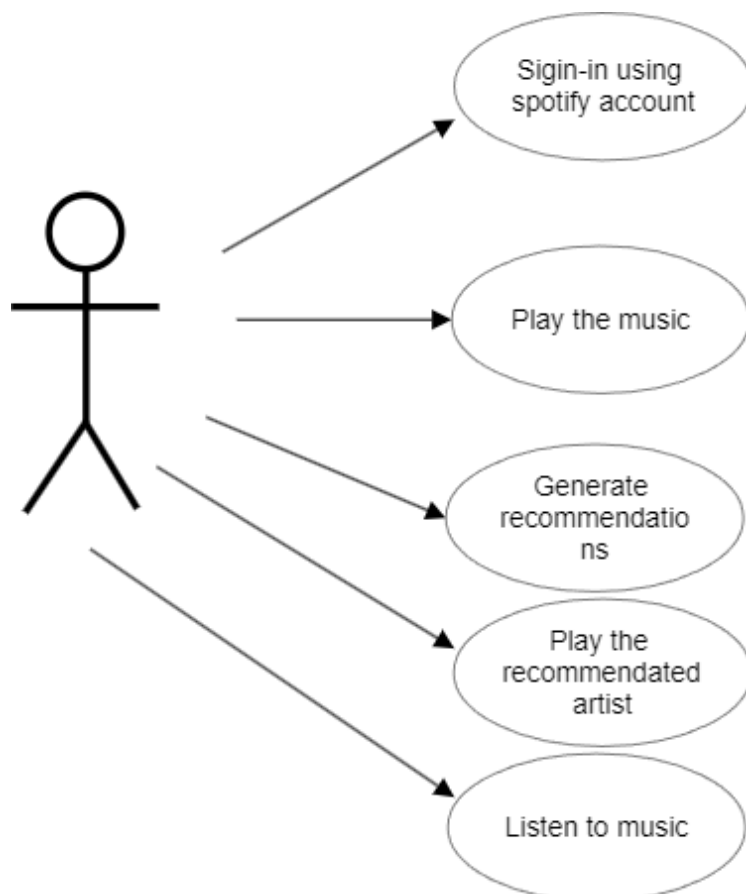 Sigin-in using
spotify account
Play the music
Generate
recommendatio
ns
Play the
recommendated
artist
Listen to music